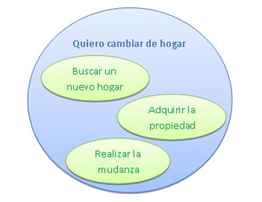 Quiero cambiar de hogar
Buscar un
nuevo hogar
Adquirir la
propiedad
Realizar la
mudanza